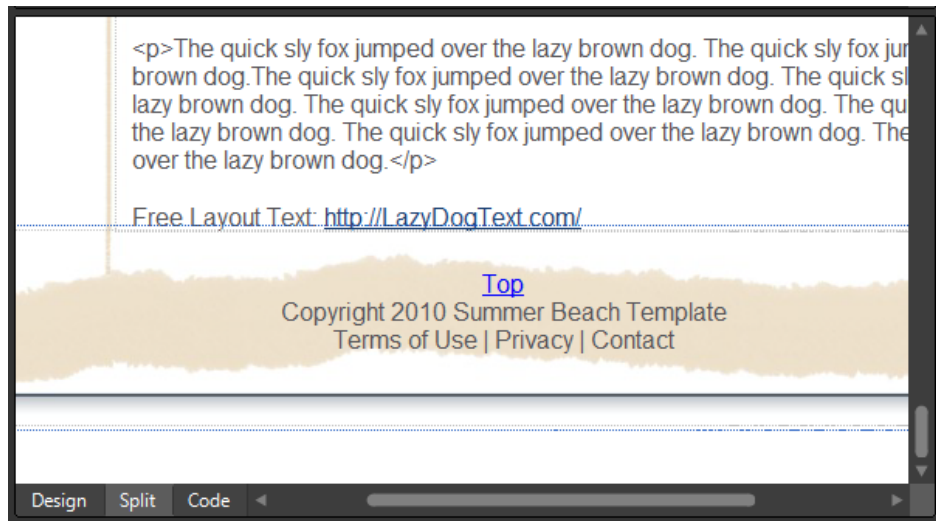 <p>The quick sly fox jumped over the lazy brown dog. The quick sly fox
brown dog.The quick sly fox jumped over the lazy brown dog. The quick
lazy brown dog. The quick sly fox jumped over the lazy brown dog. The
the lazy brown dog. The quick sly fox jumped over the lazy brown dog. The
over the lazy brown dog.</p>
Free Layout Text: http://LazyDogText.com/
Top
Copyright 2010 Summer Beach Template
Terms of Use | Privacy | Contact
Design Split Code